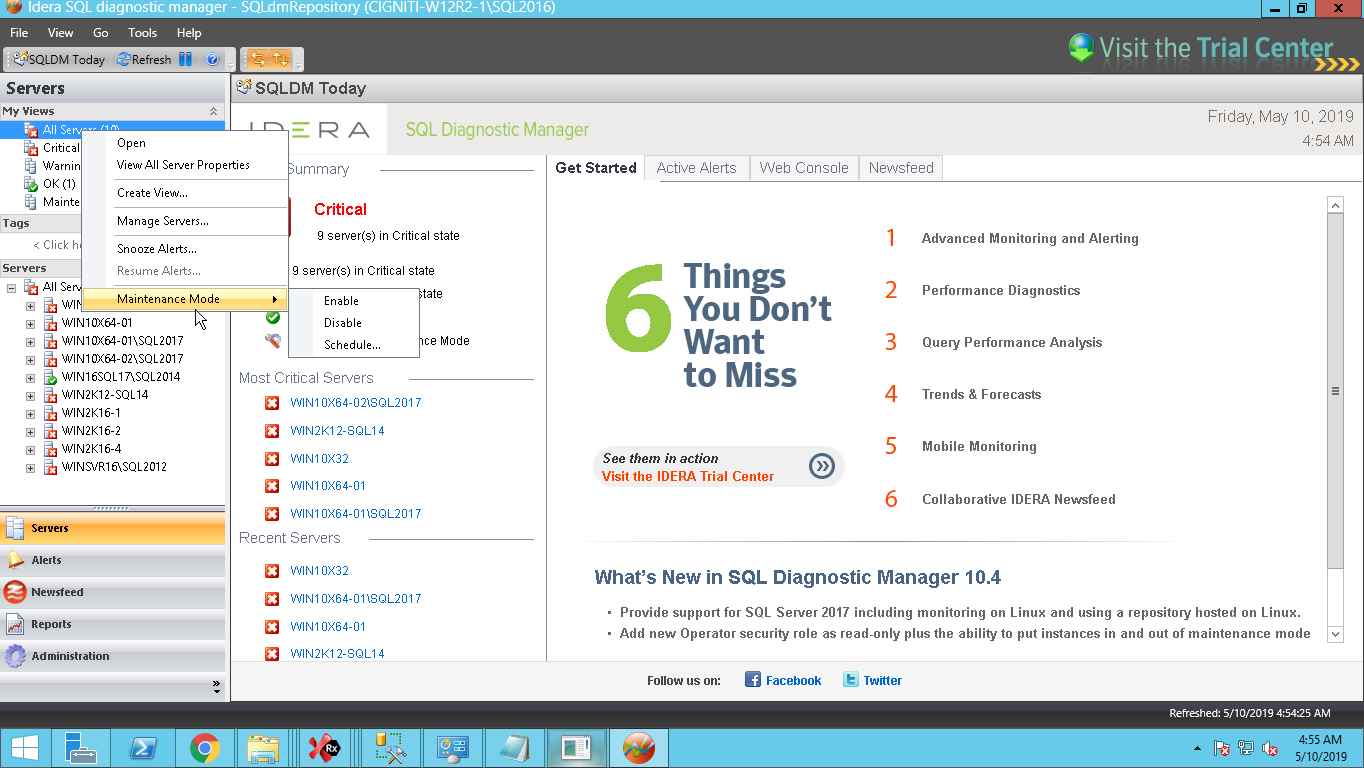 Idera SQL diagnostic manager - SQLdmRepository (CIGNITI-W12R2-1\SQL2016)
File View Go Tools Help
SQLDM Today Refresh
Visit the Trial Center
Servers
My Views
All Servers (10)
Critical
Warnin
OK (1)
Mainte
Tags
< Click he
Servers
All Serv
WIN
WIN10X64-01
WIN10X64-01\SQL2017
WIN10X64-02\SQL2017
WIN16SQL17\SQL2014
WIN2K12-SQL14
WIN2K16-1
WIN2K16-2
WIN2K16-4
WINSVR16\SQL2012
Servers
Alerts
Newsfeed
Reports
Administration
Open
View All Server Properties
Create View...
Manage Servers...
Snooze Alerts...
Resume Alerts...
Maintenance Mode
Enable
Disable
Schedule...
SQLDM Today
IDERA
SQL Diagnostic Manager
Friday, May 10, 2019
4:54 AM
Summary
Critical
9 server(s) in Critical state
9 server(s) in Critical state
state
nce Mode
Most Critical Servers
WIN10X64-02\SQL2017
WIN2K12-SQL14
WIN10X32
WIN10X64-01
WIN10X64-01\SQL2017
Recent Servers
WIN10X32
WIN10X64-01\SQL2017
WIN10X64-01
WIN2K12-SQL14
Get Started Active Alerts Web Console Newsfeed
6 Things
You Don't
Want
to Miss
See them in action
Visit the IDERA Trial Center
1 Advanced Monitoring and Alerting
2 Performance Diagnostics
3 Query Performance Analysis
4 Trends & Forecasts
5 Mobile Monitoring
6 Collaborative IDERA Newsfeed
What's New in SQL Diagnostic Manager 10.4
• Provide support for SQL Server 2017 including monitoring on Linux and using a repository hosted on Linux.
• Add new Operator security role as read-only plus the ability to put instances in and out of maintenance mode
Follow us on: Facebook Twitter
Refreshed: 5/10/2019 4:54:25 AM
Rx
4:55 AM
5/10/2019